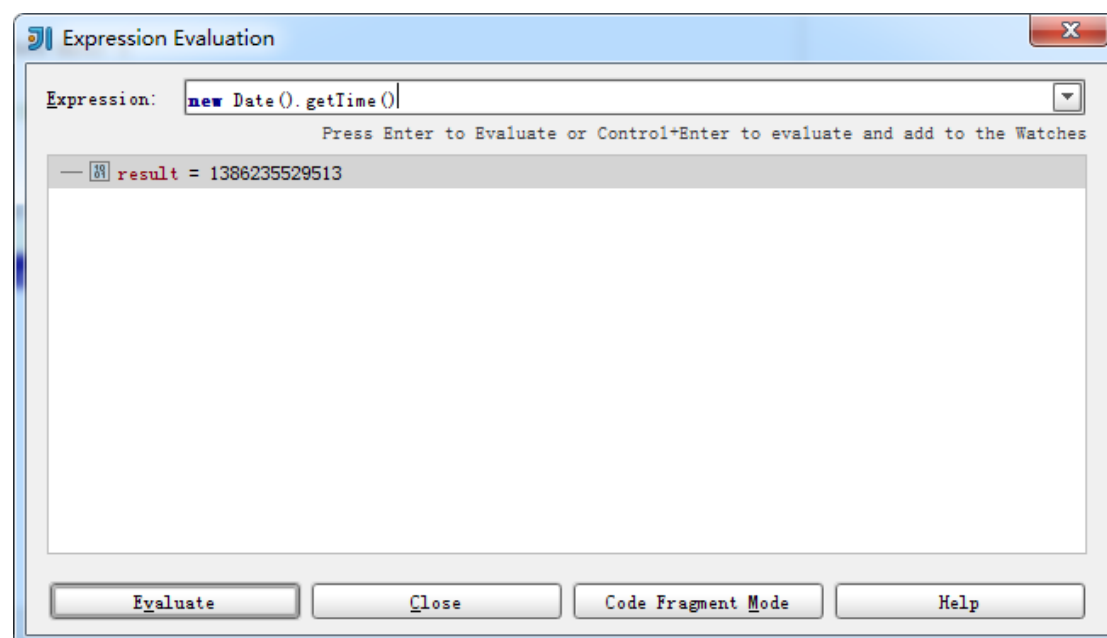 Expression Evaluation
Expression: new Date().getTime()
Press Enter to Evaluate or Control+Enter to evaluate and add to the Watches
result = 1386235529513
Evaluate Close Code Fragment Mode Help